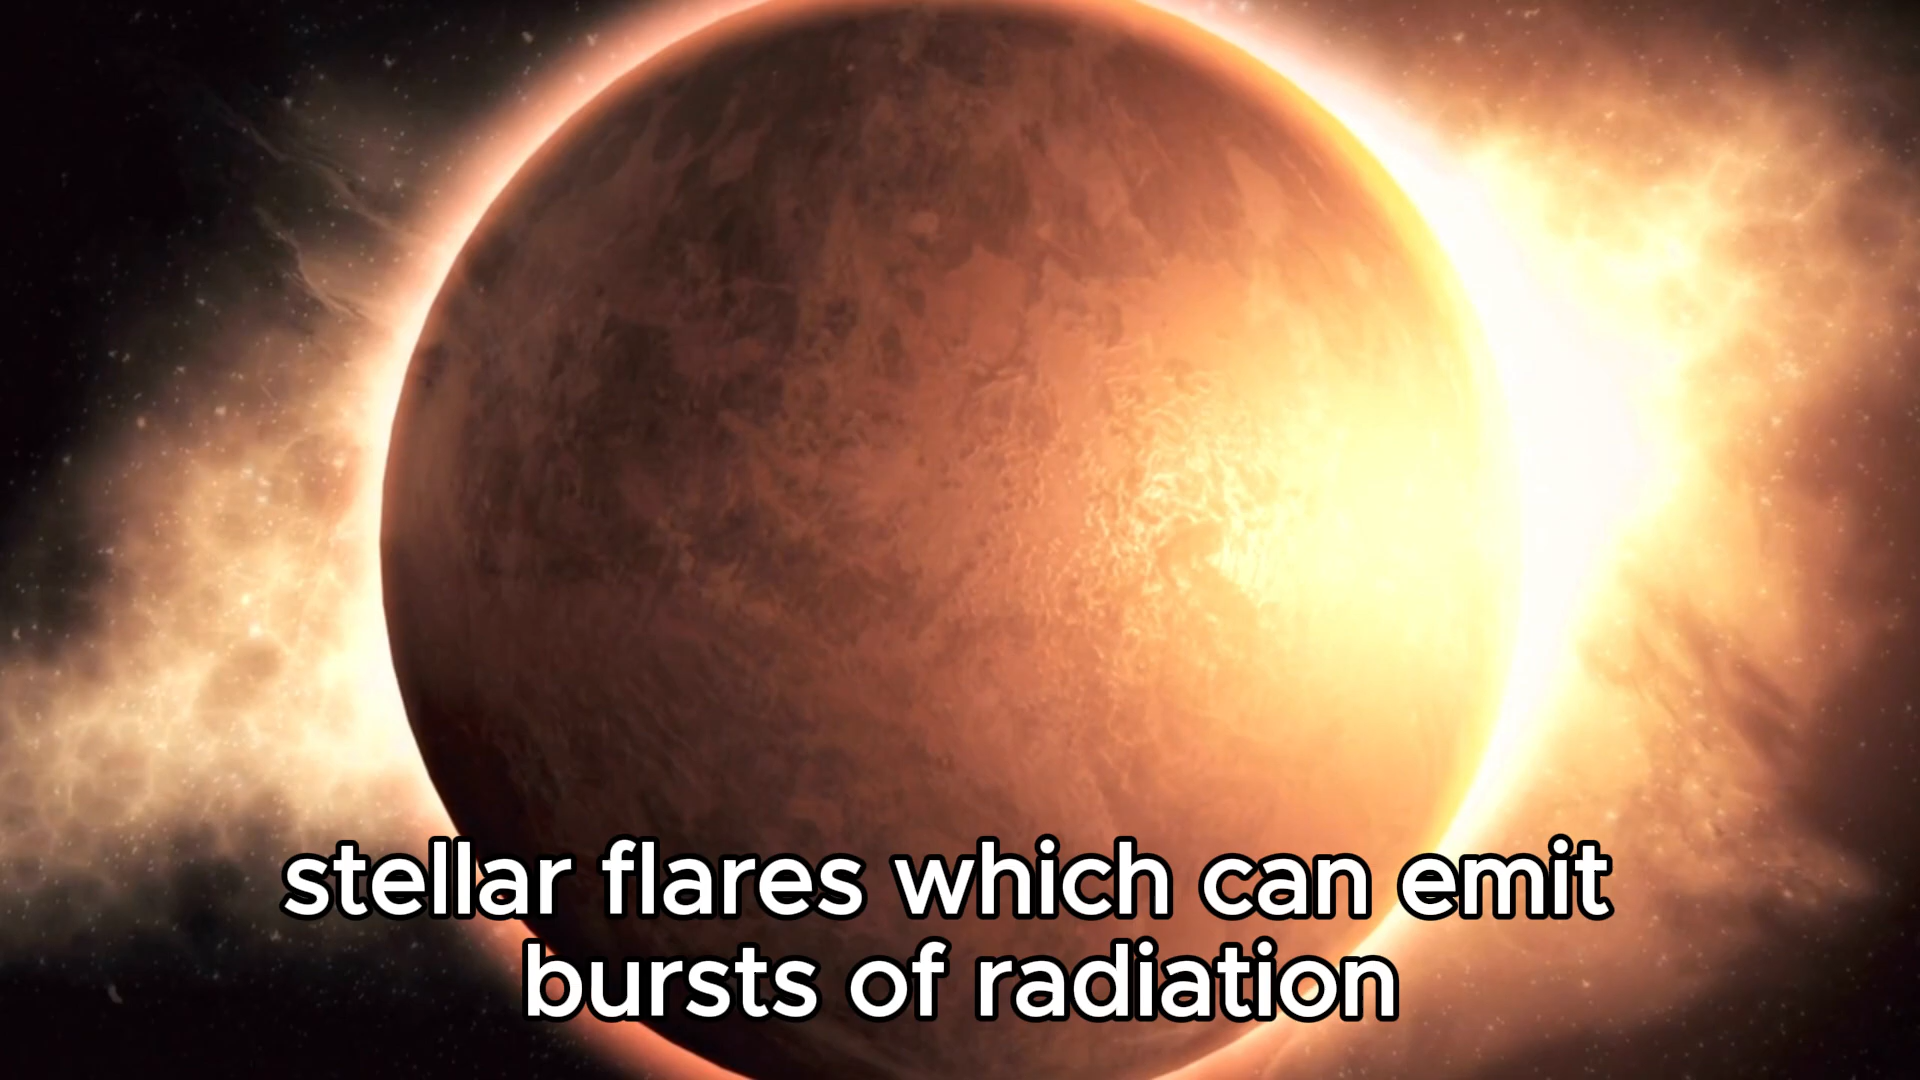 stellar flares which can emit
bursts of radiation